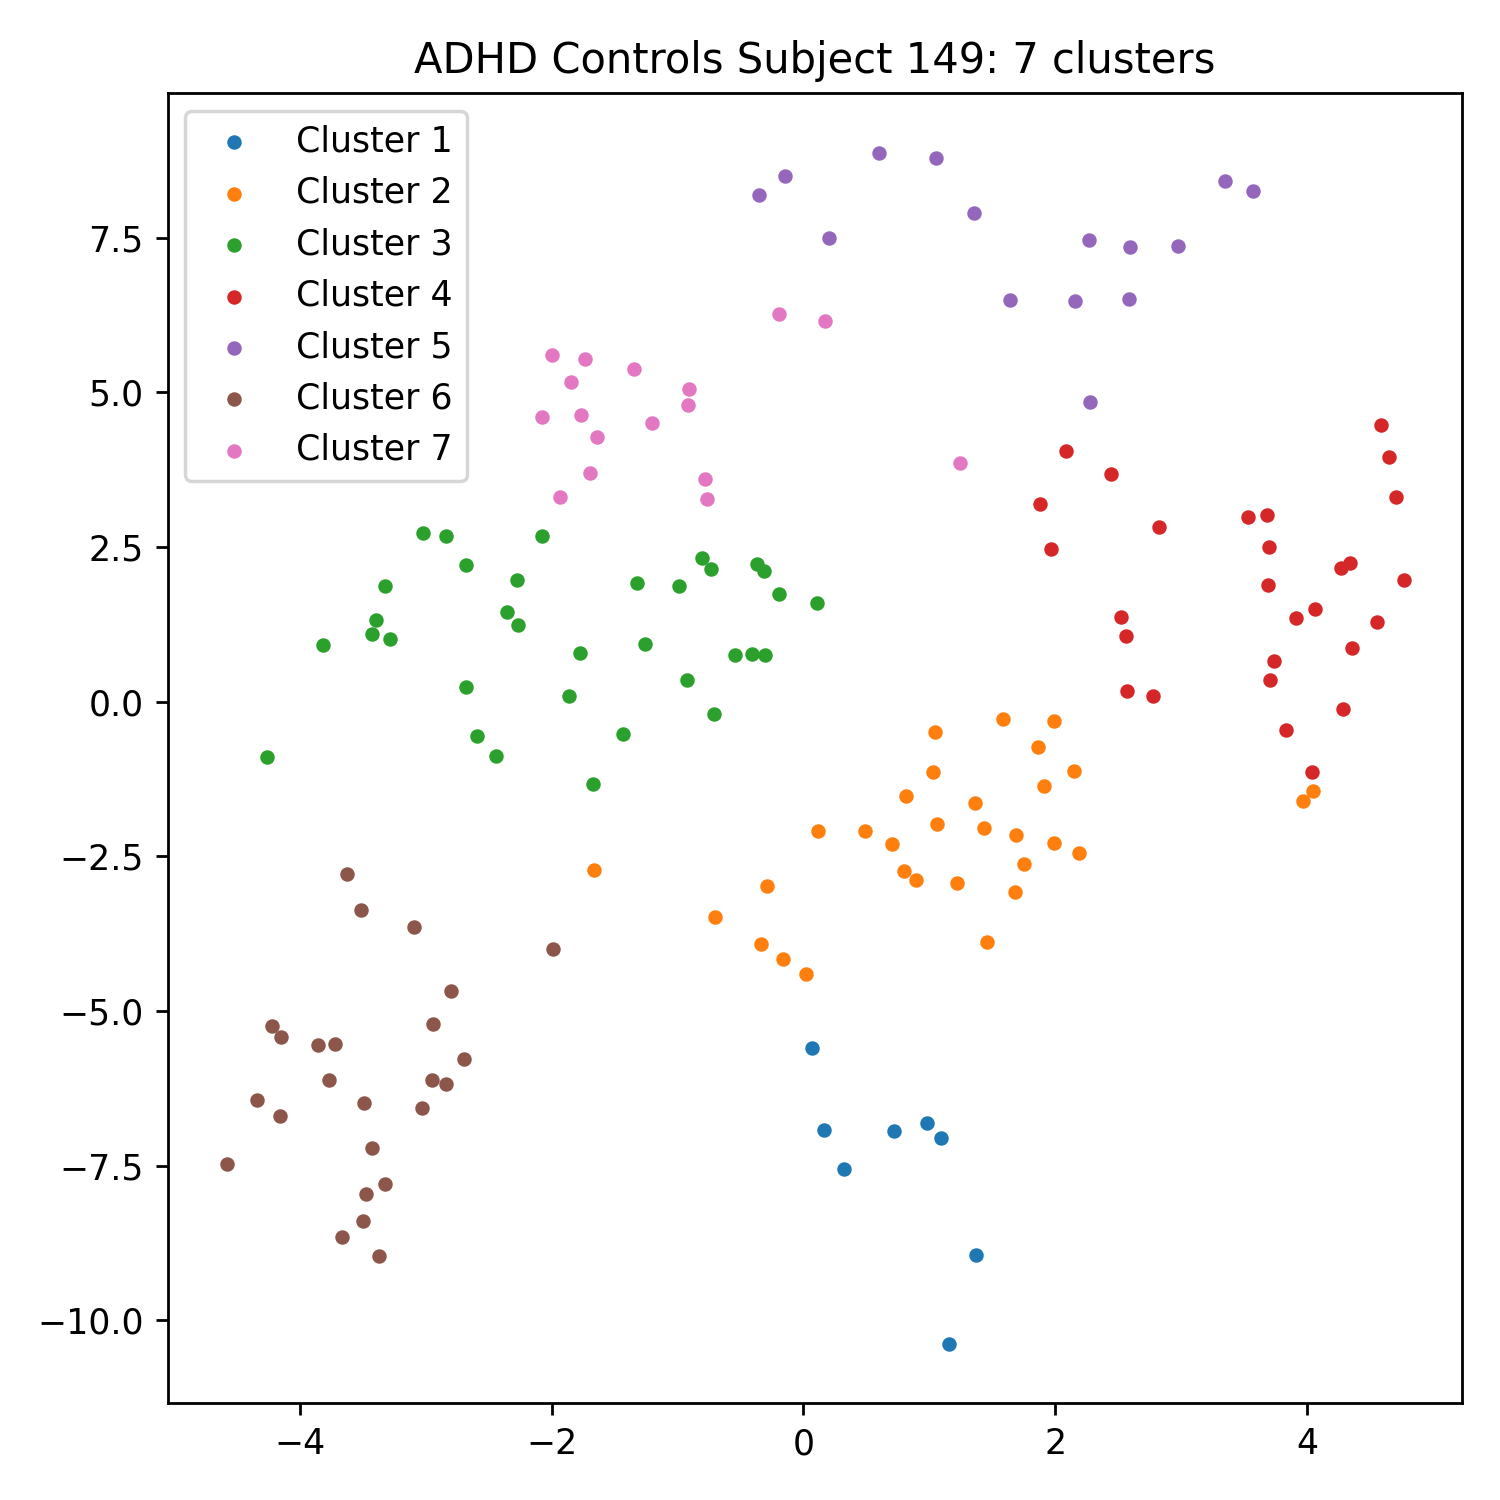 ADHD Controls Subject 149: 7 clusters
Cluster 1
Cluster 2
Cluster 3
Cluster 4
Cluster 5
Cluster 6
Cluster 7
7.5
5.0
2.5
0.0
−2.5
−5.0
−7.5
−10.0
−4 −2 0 2 4